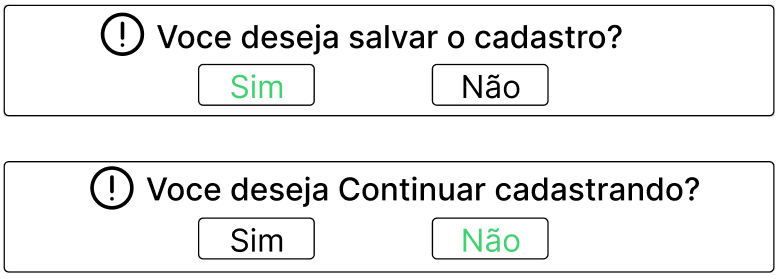 Voce deseja salvar o cadastro?
Sim Não
Voce deseja Continuar cadastrando?
Sim Não